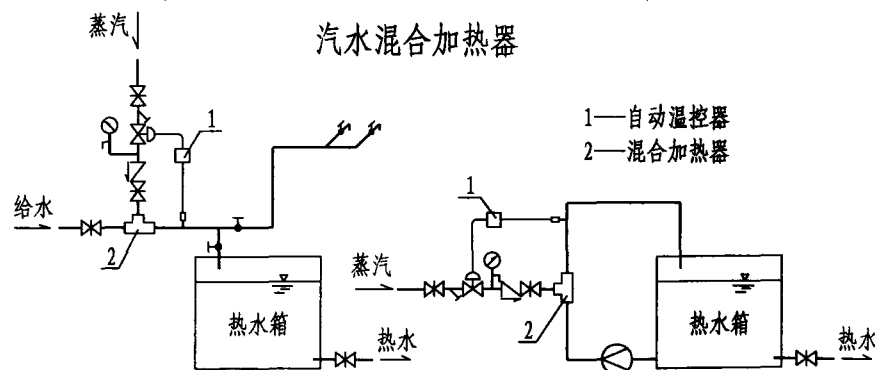 汽水混合加热器
蒸汽
1
1——自动温控器
2——混合加热器
给水
2
热水箱
热水
1
蒸汽
2
热水箱
热水